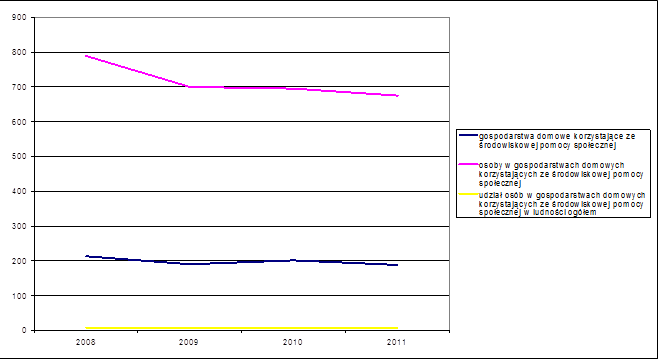 900
800
700
600
500
400
300
200
100
0
2008 2009 2010 2011
gospodarstwa domowe korzystające ze
środowiskowej pomocy społecznej
osoby w gospodarstwach domowych
korzystających ze środowiskowej pomocy
społecznej
udział osób w gospodarstwach domowych
korzystających ze środowiskowej pomocy
społecznej w ludności ogółem